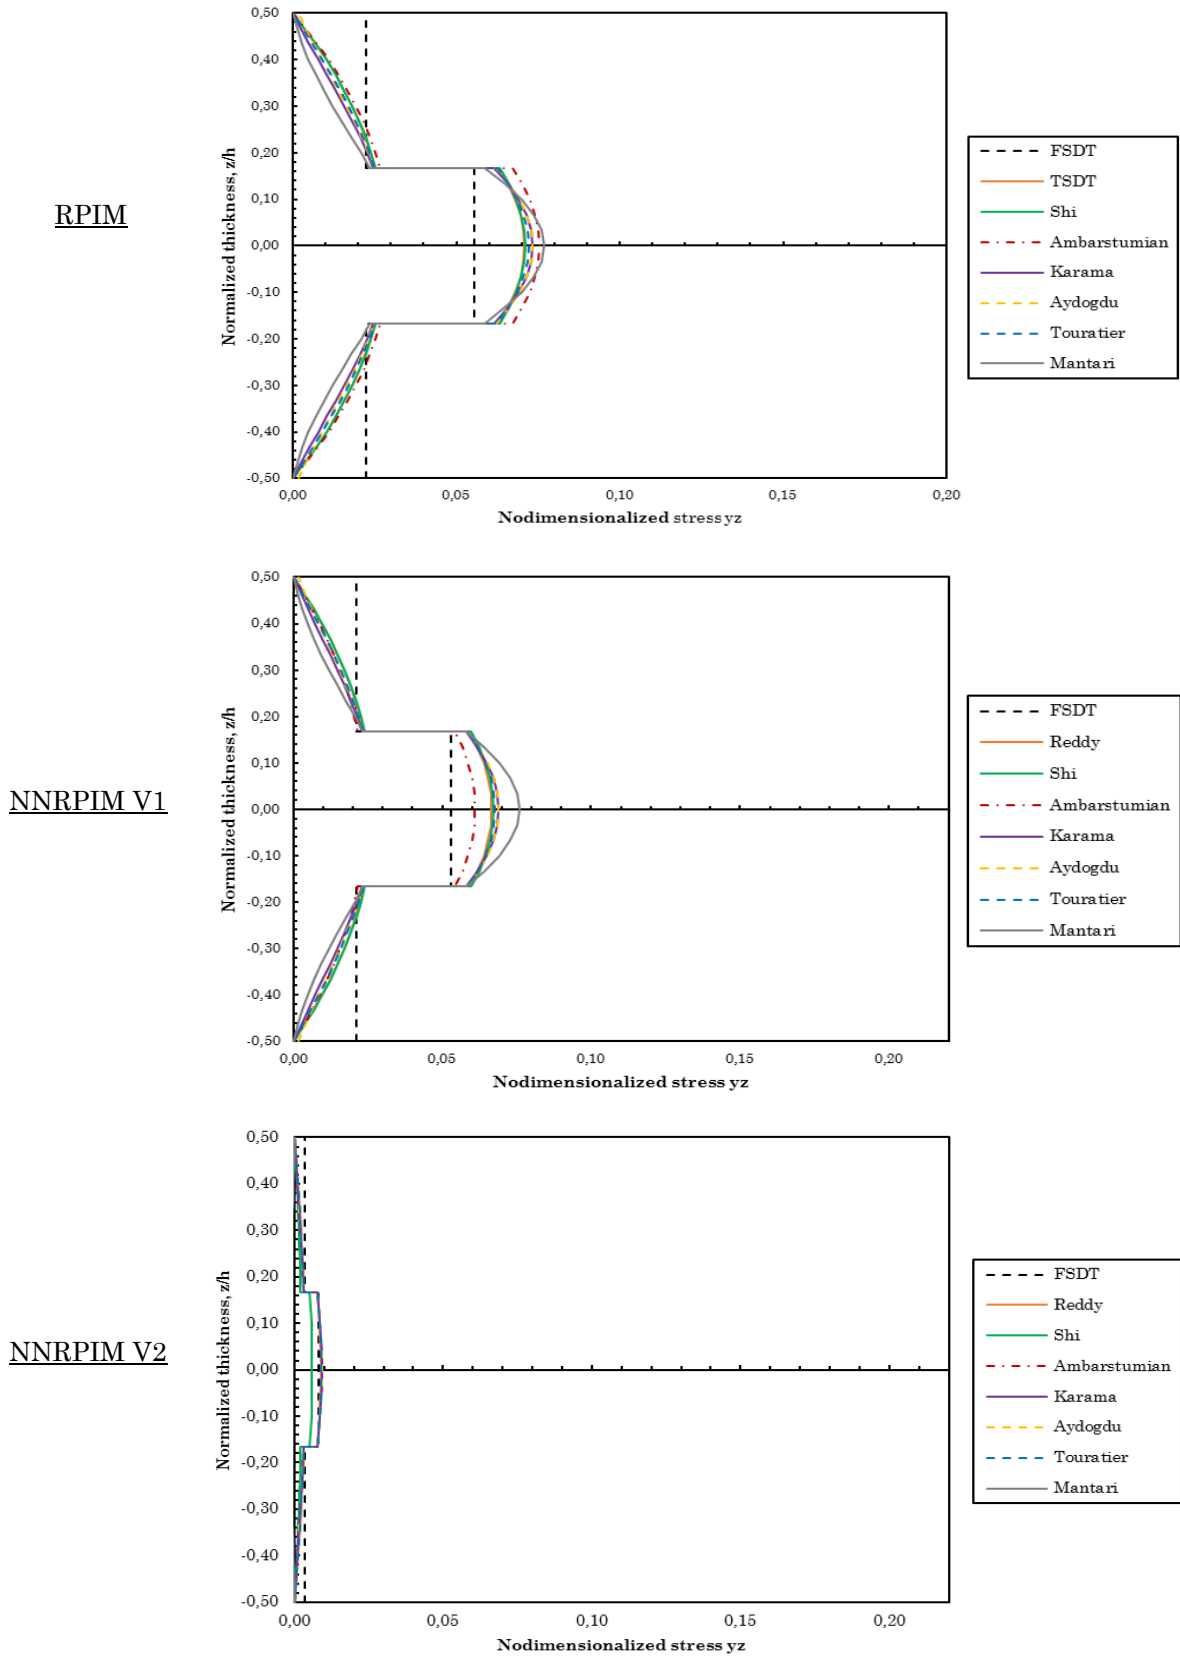 RPIM
Normalized thickness, z/h
0,50
0,40
0,30
0,20
0,10
0,00
-0,10
-0,20
-0,30
-0,40
-0,50
0,00 0,05 0,10 0,15 0,20
Nodimensionalized stress yz
FSDT
TSDT
Shi
Ambarstumian
Karama
Aydogdu
Touratier
Mantari
NNRPIM V1
Normalized thickness, z/h
0,50
0,40
0,30
0,20
0,10
0,00
-0,10
-0,20
-0,30
-0,40
-0,50
0,00 0,05 0,10 0,15 0,20
Nodimensionalized stress yz
FSDT
Reddy
Shi
Ambarstumian
Karama
Aydogdu
Touratier
Mantari
NNRPIM V2
Normalized thickness, z/h
0,50
0,40
0,30
0,20
0,10
0,00
-0,10
-0,20
-0,30
-0,40
-0,50
0,00 0,05 0,10 0,15 0,20
Nodimensionalized stress yz
FSDT
Reddy
Shi
Ambarstumian
Karama
Aydogdu
Touratier
Mantari